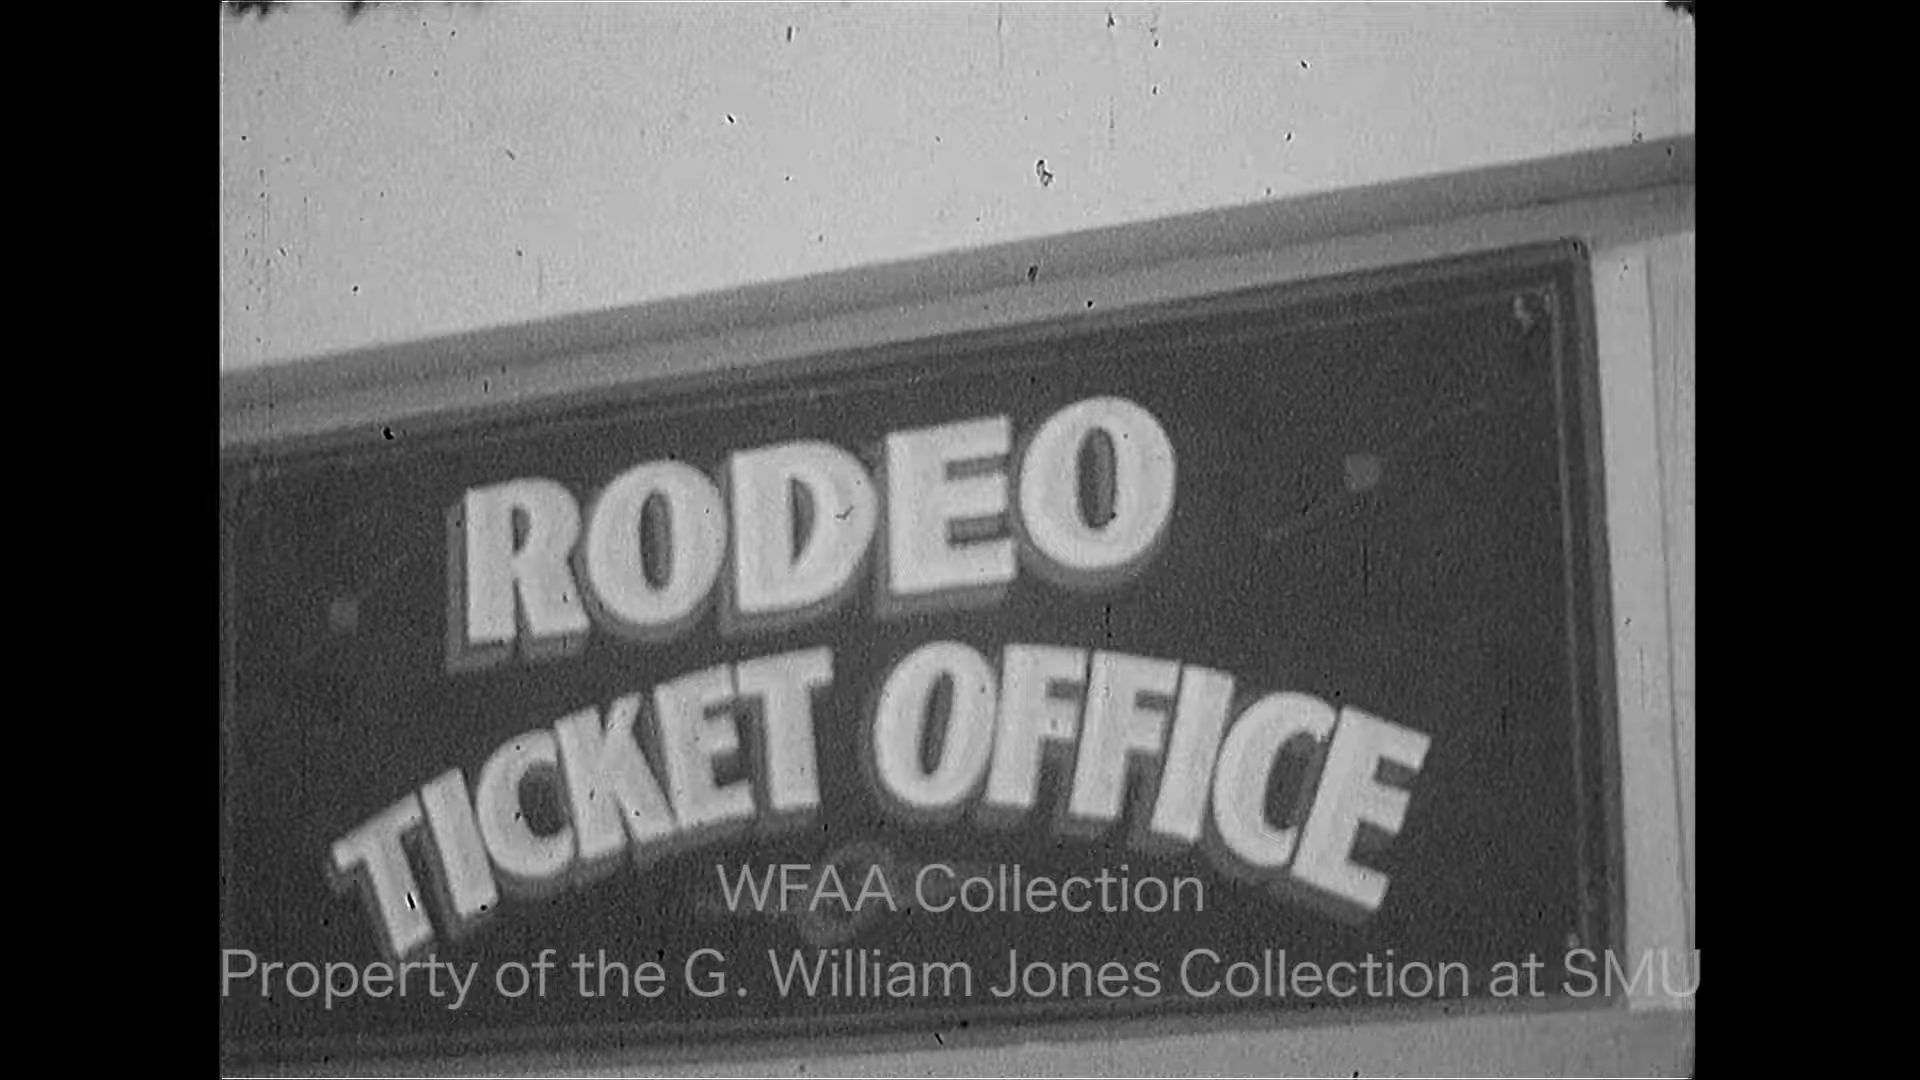 RODEO
TICKET OFFICE
WFAA Collection
Property of the G. William Jones Collection at SMU